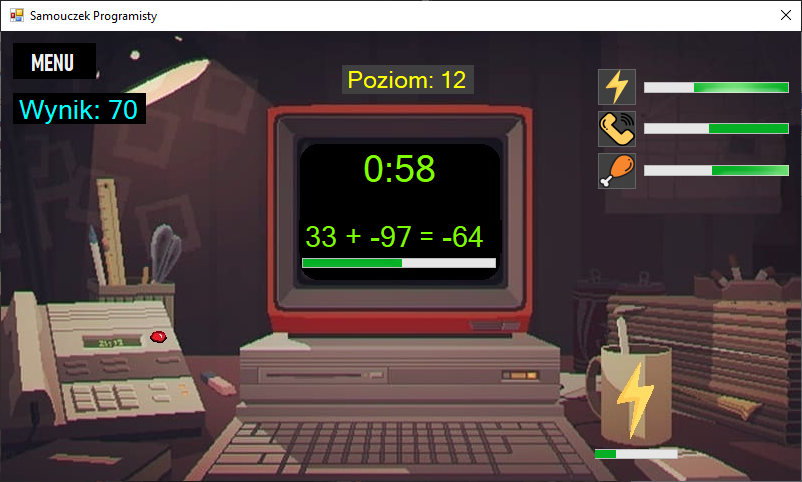 Samouczek Programisty
MENU
Poziom: 12
Wynik: 70
0:58
33 + -97 = -64